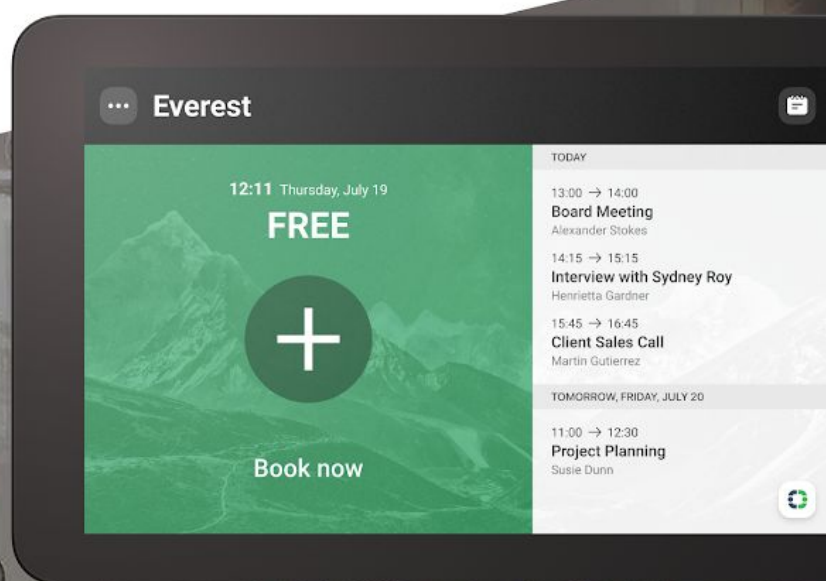 Everest
12:11 Thursday, July 19
FREE
Book now
TODAY
13:00 → 14:00
Board Meeting
Alexander Stokes
14:15 → 15:15
Interview with Sydney Roy
Henrietta Gardner
15:45 → 16:45
Client Sales Call
Martin Gutierrez
TOMORROW, FRIDAY, JULY 20
11:00 → 12:30
Project Planning
Susie Dunn